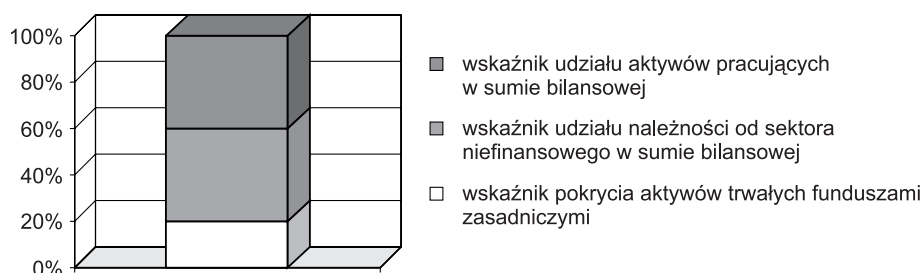 100%
80%
60%
40%
20%
0%
wskaźnik udziału aktywów pracujących
w sumie bilansowej
wskaźnik udziału należności od sektora
niefinansowego w sumie bilansowej
wskaźnik pokrycia aktywów trwałych funduszami
zasadniczymi